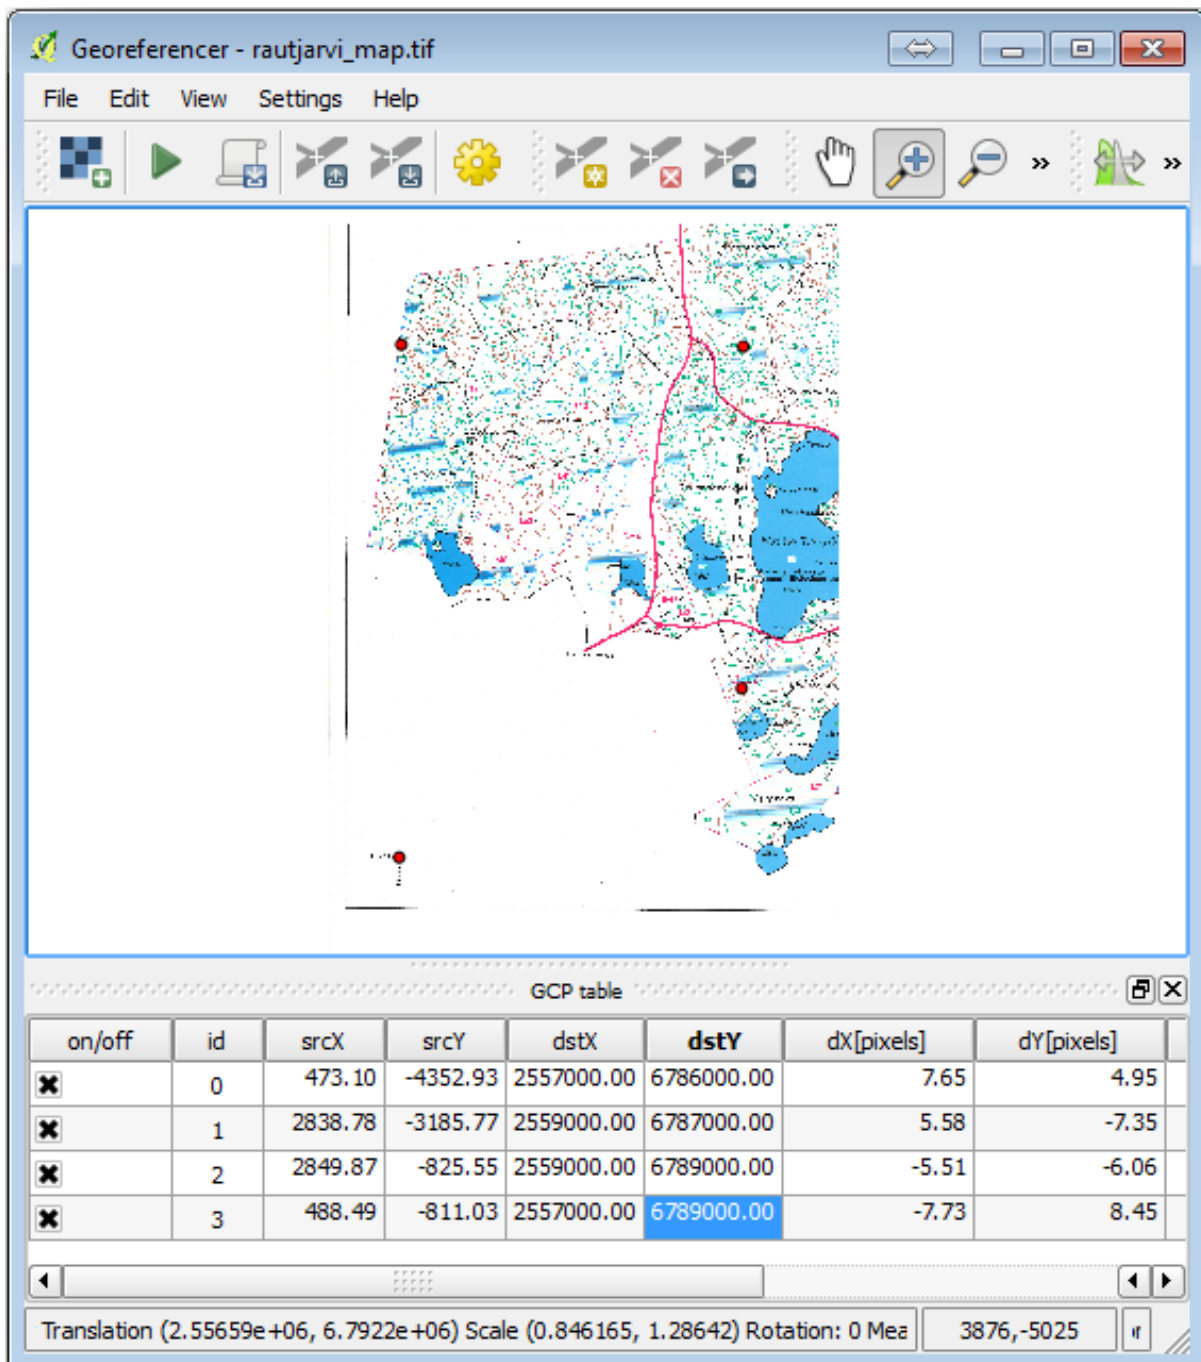 Georeferencer - rautjarvi_map.tif
File Edit View Settings Help
GCP table
on/off id srcX srcY dstX dstY dX[pixels] dY[pixels]
0 473.10 -4352.93 2557000.00 6786000.00 7.65 4.95
1 2838.78 -3185.77 2559000.00 6787000.00 5.58 -7.35
2 2849.87 -825.55 2559000.00 6789000.00 -5.51 -6.06
3 488.49 -811.03 2557000.00 6789000.00 -7.73 8.45
Translation (2.55659e+06, 6.7922e+06) Scale (0.846165, 1.28642) Rotation: 0 Mea 3876,-5025